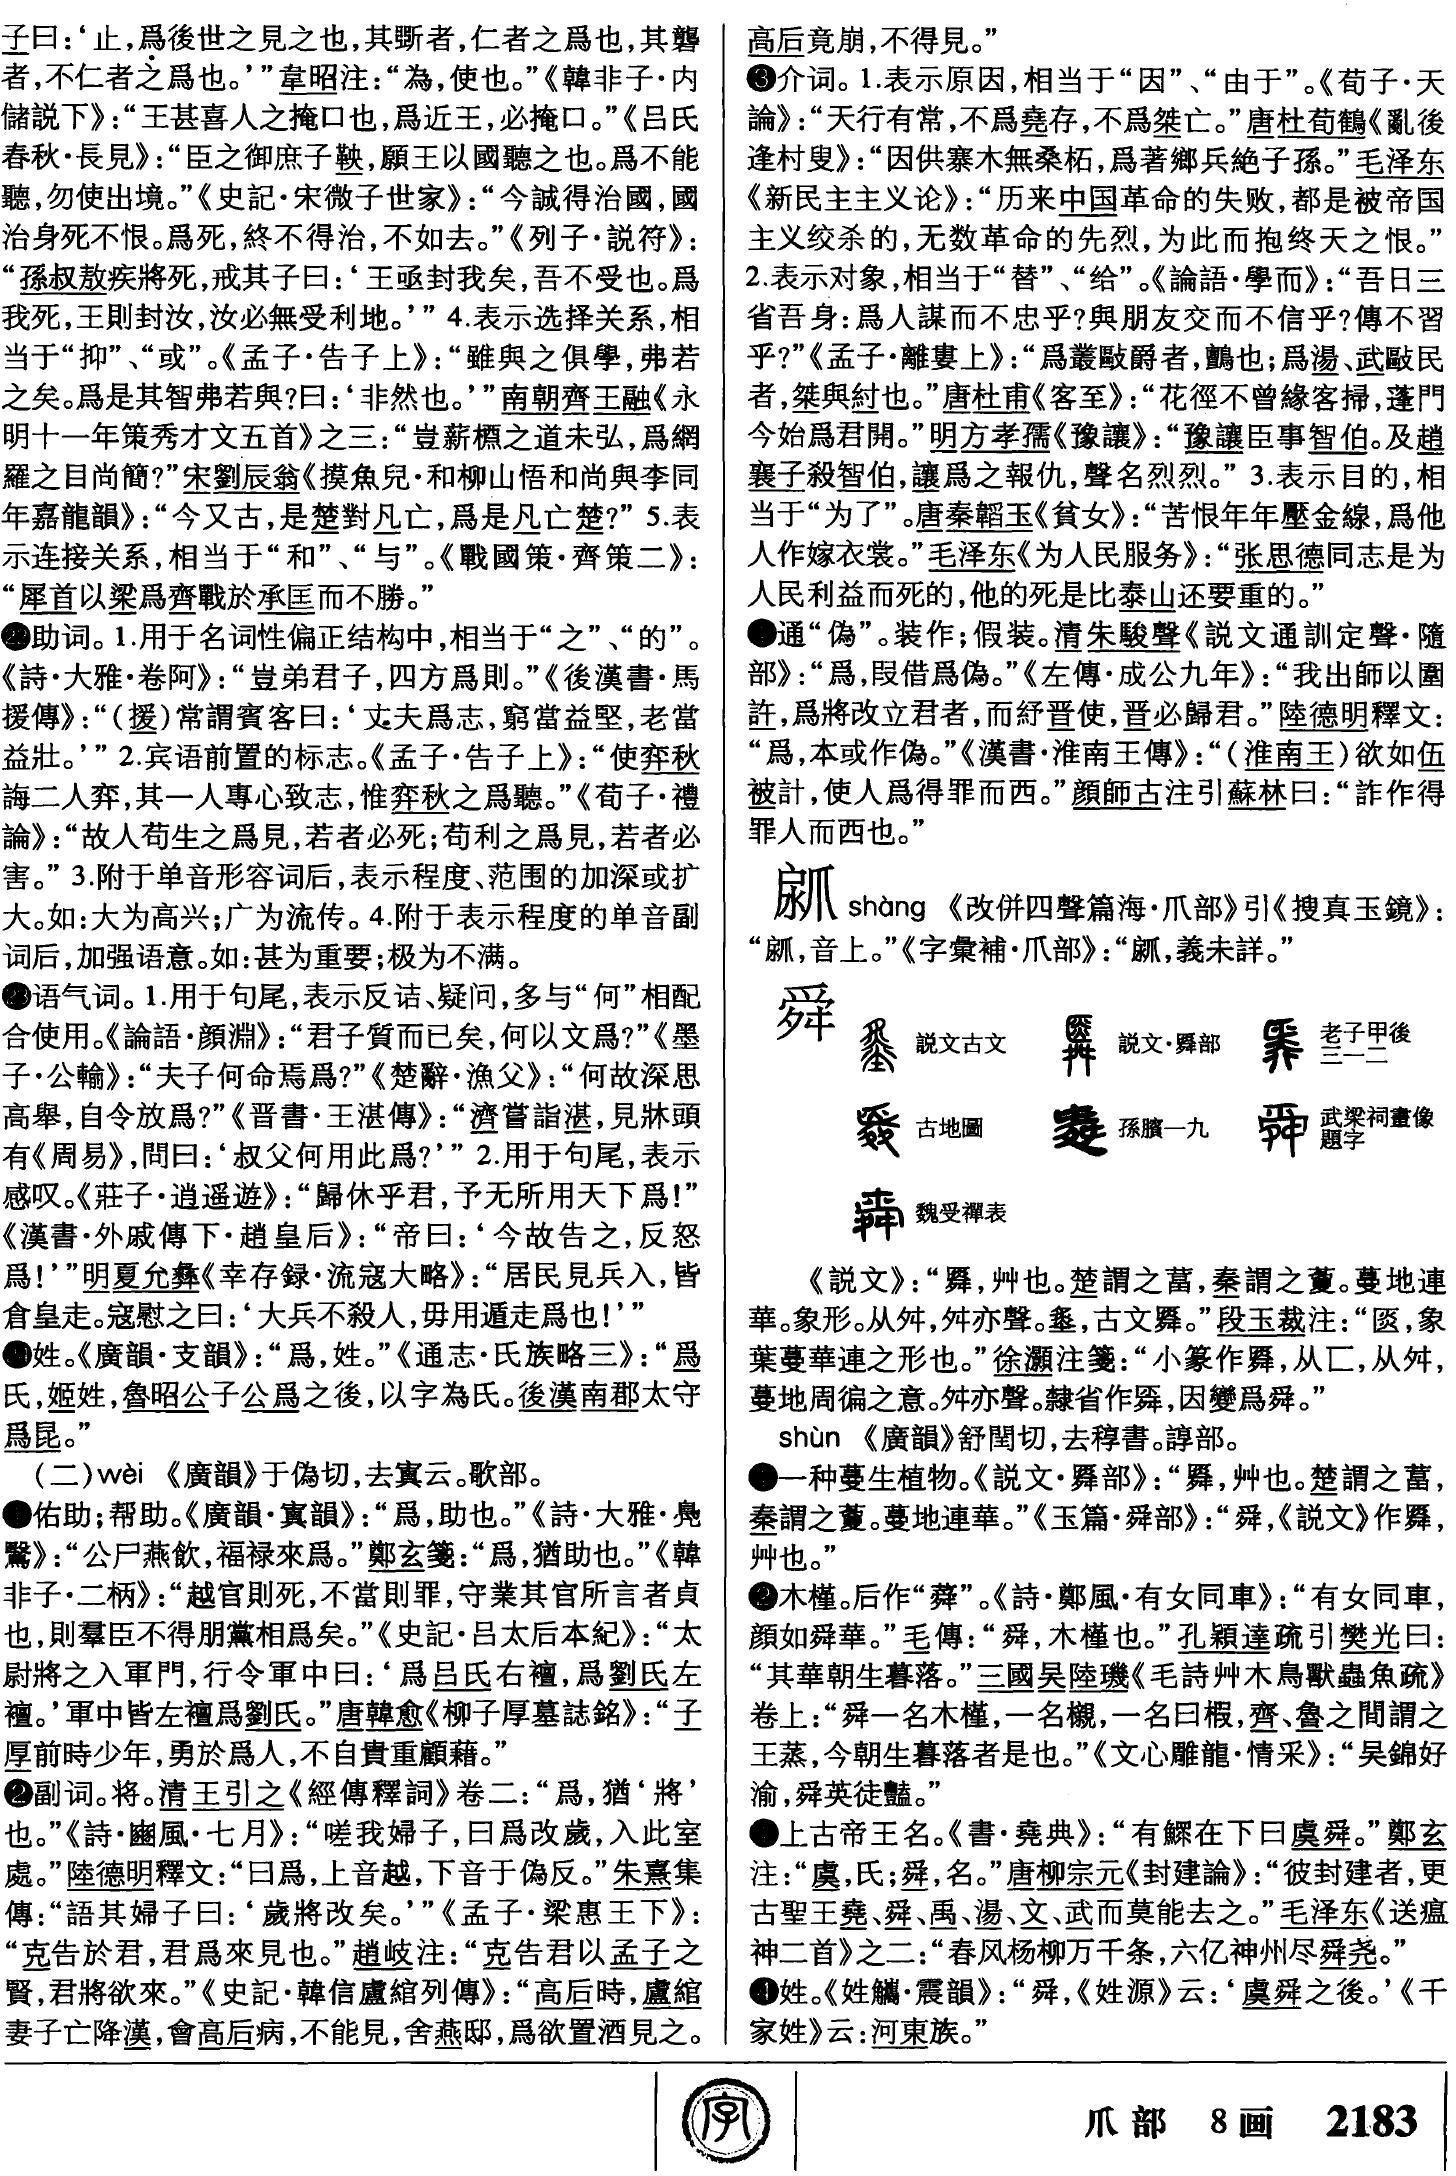 子曰：‘止，爲後世之見之也，其斲者，仁者之爲也，其礱
者，不仁者之爲也。’”韋昭注：“為，使也。”《韓非子·内
儲説下》：“王甚喜人之掩口也，爲近王，必掩口。”《吕氏
春秋·長見》：“臣之御庶子鞅，願王以國聽之也。爲不能
聽，勿使出境。”《史記·宋微子世家》：“今誠得治國，國
治身死不恨。爲死，終不得治，不如去。”《列子·説符》：
“孫叔敖疾將死，戒其子曰：‘王亟封我矣，吾不受也。爲
我死，王則封汝，汝必無受利地。’” 4.表示选择关系，相
当于“抑”、“或”。《孟子·告子上》：“雖與之俱學，弗若
之矣。爲是其智弗若與?曰：‘非然也。’”南朝齊王融《永
明十一年策秀才文五首》之三：“豈薪槱之道未弘，爲網
羅之目尚簡?”宋劉辰翁《摸魚兒·和柳山悟和尚與李同
年嘉龍韻》：“今又古，是楚對凡亡，爲是凡亡楚?” 5.表
示连接关系，相当于“和”、“与”。《戰國策·齊策二》：
“犀首以梁爲齊戰於承匡而不勝。”
㉒助词。1.用于名词性偏正结构中，相当于“之”、“的”。
《詩·大雅·卷阿》：“豈弟君子，四方爲則。”《後漢書·馬
援傳》：“(援)常謂賓客曰：‘丈夫爲志，窮當益堅，老當
益壯。’” 2.宾语前置的标志。《孟子·告子上》：“使弈秋
誨二人弈，其一人專心致志，惟弈秋之爲聽。”《荀子·禮
論》：“故人苟生之爲見，若者必死；苟利之爲見，若者必
害。” 3.附于单音形容词后，表示程度、范围的加深或扩
大。如：大为高兴；广为流传。4.附于表示程度的单音副
词后，加强语意。如：甚为重要；极为不满。
㉓语气词。1.用于句尾，表示反诘、疑问，多与“何”相配
合使用。《論語·顔淵》：“君子質而已矣，何以文爲?”《墨
子·公輸》：“夫子何命焉爲?”《楚辭·漁父》：“何故深思
高舉，自令放爲?”《晋書·王湛傳》：“濟嘗詣湛，見牀頭
有《周易》，問曰：‘叔父何用此爲?’” 2.用于句尾，表示
感叹。《莊子·逍遥遊》：“歸休乎君，予无所用天下爲!”
《漢書·外戚傳下·趙皇后》：“帝曰：‘今故告之，反怒
爲!’”明夏允彝《幸存録·流寇大略》：“居民見兵入，皆
倉皇走。寇慰之曰：‘大兵不殺人，毋用遁走爲也!’”
㉔姓。《廣韻·支韻》：“爲，姓。”《通志·氏族略三》：“爲
氏，姬姓，魯昭公子公爲之後，以字為氏。後漢南郡太守
爲昆。”
(二)wèi 《廣韻》于偽切，去寘云。歌部。
❶佑助；帮助。《廣韻·寘韻》：“爲，助也。”《詩·大雅·鳧
鷖》：“公尸燕飲，福禄來爲。”鄭玄箋：“爲，猶助也。”《韓
非子·二柄》：“越官則死，不當則罪，守業其官所言者貞
也，則羣臣不得朋黨相爲矣。”《史記·吕太后本紀》：“太
尉將之入軍門，行令軍中曰：‘爲吕氏右襢，爲劉氏左
襢。’軍中皆左襢爲劉氏。”唐韓愈《柳子厚墓誌銘》：“子
厚前時少年，勇於爲人，不自貴重顧藉。”
❷副词。将。清王引之《經傳釋詞》卷二：“爲，猶‘將’
也。”《詩·豳風·七月》：“嗟我婦子，曰爲改歲，入此室
處。”陸德明釋文：“曰爲，上音越，下音于偽反。”朱熹集
傳：“語其婦子曰：‘歲將改矣。’”《孟子·梁惠王下》：
“克告於君，君爲來見也。”趙岐注：“克告君以孟子之
賢，君將欲來。”《史記·韓信盧綰列傳》：“高后時，盧綰
妻子亡降漢，會高后病，不能見，舍燕邸，爲欲置酒見之。
高后竟崩，不得見。”
❸介词。1.表示原因，相当于“因”、“由于”。《荀子·天
論》：“天行有常，不爲堯存，不爲桀亡。”唐杜荀鶴《亂後
逢村叟》：“因供寨木無桑柘，爲著鄉兵絶子孫。”毛泽东
《新民主主义论》：“历来中国革命的失败，都是被帝国
主义绞杀的，无数革命的先烈，为此而抱终天之恨。”
2.表示对象，相当于“替”、“给”。《論語·學而》：“吾日三
省吾身：爲人謀而不忠乎?與朋友交而不信乎?傳不習
乎?”《孟子·離婁上》：“爲叢敺爵者，鸇也；爲湯、武敺民
者，桀與紂也。”唐杜甫《客至》：“花徑不曾緣客掃，蓬門
今始爲君開。”明方孝孺《豫讓》：“豫讓臣事智伯。及趙
襄子殺智伯，讓爲之報仇，聲名烈烈。” 3.表示目的，相
当于“为了”。唐秦韜玉《貧女》：“苦恨年年壓金線，爲他
人作嫁衣裳。”毛泽东《为人民服务》：“张思德同志是为
人民利益而死的，他的死是比泰山还要重的。”
❹通“偽”。装作；假装。清朱駿聲《説文通訓定聲·隨
部》：“爲，叚借爲偽。”《左傳·成公九年》：“我出師以圍
許，爲將改立君者，而紓晋使，晋必歸君。”陸德明釋文：
“爲，本或作偽。”《漢書·淮南王傳》：“(淮南王)欲如伍
被計，使人爲得罪而西。”顔師古注引蘇林曰：“詐作得
罪人而西也。”
shàng 《改併四聲篇海·爪部》引《搜真玉鏡》：
“，音上。”《字彙補·爪部》：“，義未詳。”
舜
説文古文 説文·䑞部 老子甲後三一二
古地圖 孫臏一九 武梁祠畫像題字
魏受禪表
《説文》：“䑞，艸也。楚謂之葍，秦謂之藑。蔓地連
華。象形。从舛，舛亦聲。，古文䑞。”段玉裁注：“，象
葉蔓華連之形也。”徐灝注箋：“小篆作䑞，从匚，从舛，
蔓地周徧之意。舛亦聲。隸省作，因變爲舜。”
shùn 《廣韻》舒閏切，去稕書。諄部。
❶一种蔓生植物。《説文·䑞部》：“䑞，艸也。楚謂之葍，
秦謂之藑。蔓地連華。”《玉篇·舜部》：“舜，《説文》作䑞，
艸也。”
❷木槿。后作“蕣”。《詩·鄭風·有女同車》：“有女同車，
顔如舜華。”毛傳：“舜，木槿也。”孔穎達疏引樊光曰：
“其華朝生暮落。”三國吴陸璣《毛詩艸木鳥獸蟲魚疏》
卷上：“舜一名木槿，一名櫬，一名曰椵，齊、魯之間謂之
王蒸，今朝生暮落者是也。”《文心雕龍·情采》：“吴錦好
渝，舜英徒豔。”
❸上古帝王名。《書·堯典》：“有鰥在下曰虞舜。”鄭玄
注：“虞，氏；舜，名。”唐柳宗元《封建論》：“彼封建者，更
古聖王堯、舜、禹、湯、文、武而莫能去之。”毛泽东《送瘟
神二首》之二：“春风杨柳万千条，六亿神州尽舜尧。”
❹姓。《姓觿·震韻》：“舜，《姓源》云：‘虞舜之後。’《千
家姓》云：河東族。”
字
爪部 8画 2183